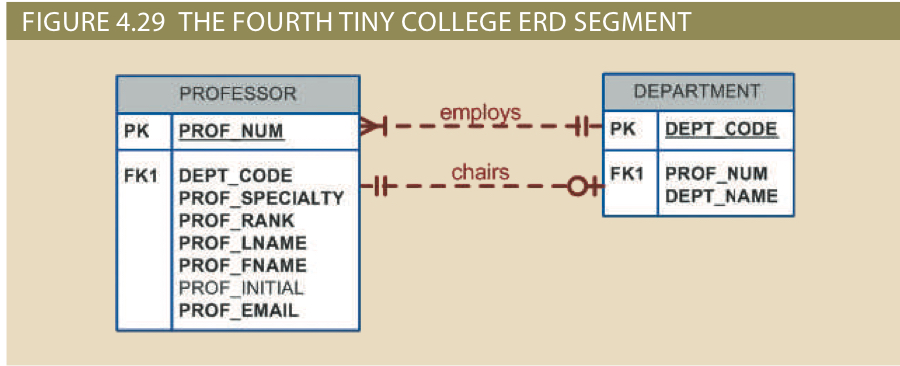 FIGURE 4.29 THE FOURTH TINY COLLEGE ERD SEGMENT
PROFESSOR
PK PROF_NUM
FK1 DEPT_CODE
PROF_SPECIALTY
PROF_RANK
PROF_LNAME
PROF_FNAME
PROF_INITIAL
PROF_EMAIL
employs
chairs
DEPARTMENT
PK DEPT_CODE
FK1 PROF_NUM
DEPT_NAME